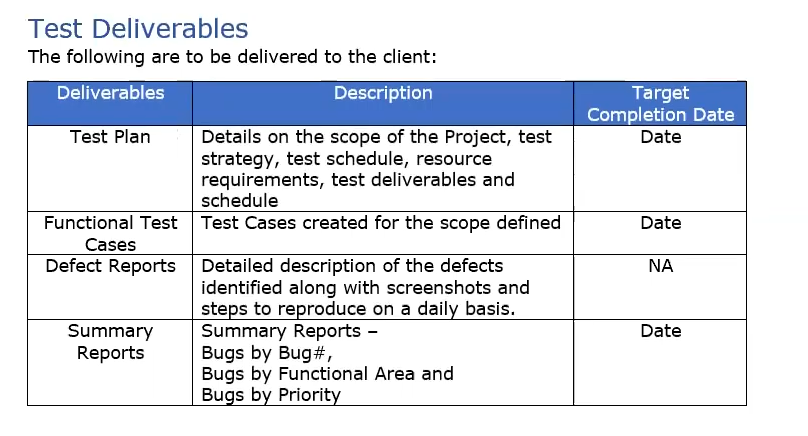 Test Deliverables
The following are to be delivered to the client:
Deliverables Description Target
Completion Date
Test Plan Details on the scope of the Project, test Date
strategy, test schedule, resource
requirements, test deliverables and
schedule
Functional Test Test Cases created for the scope defined Date
Cases
Defect Reports Detailed description of the defects NA
identified along with screenshots and
steps to reproduce on a daily basis.
Summary Summary Reports – Date
Reports Bugs by Bug#,
Bugs by Functional Area and
Bugs by Priority